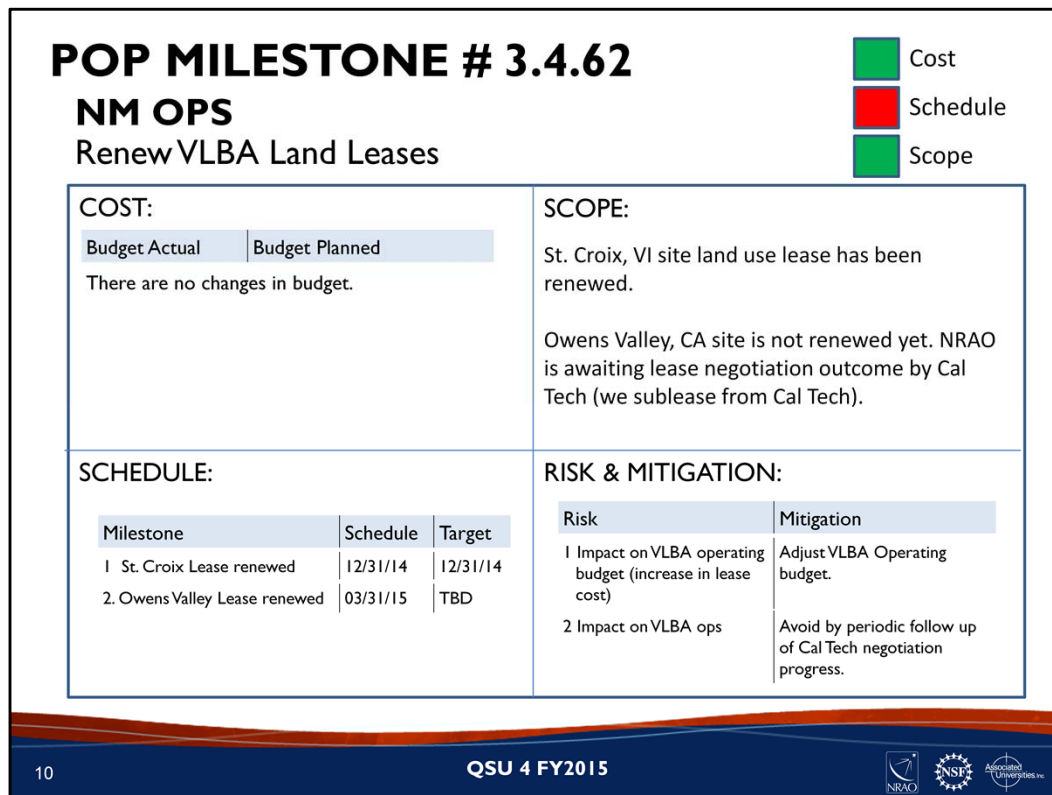 POP MILESTONE # 3.4.62
NM OPS
Renew VLBA Land Leases
Cost
Schedule
Scope
COST:
Budget Actual Budget Planned
There are no changes in budget.
SCOPE:
St. Croix, VI site land use lease has been
renewed.
Owens Valley, CA site is not renewed yet. NRAO
is awaiting lease negotiation outcome by Cal
Tech (we sublease from Cal Tech).
SCHEDULE:
Milestone Schedule Target
1 St. Croix Lease renewed 12/31/14 12/31/14
2. Owens Valley Lease renewed 03/31/15 TBD
RISK & MITIGATION:
Risk Mitigation
1 Impact on VLBA operating Adjust VLBA Operating
budget (increase in lease budget.
cost)
2 Impact on VLBA ops Avoid by periodic follow up
of Cal Tech negotiation
progress.
10
QSU 4 FY2015
NRAO
NSF
Associated
Universities, Inc